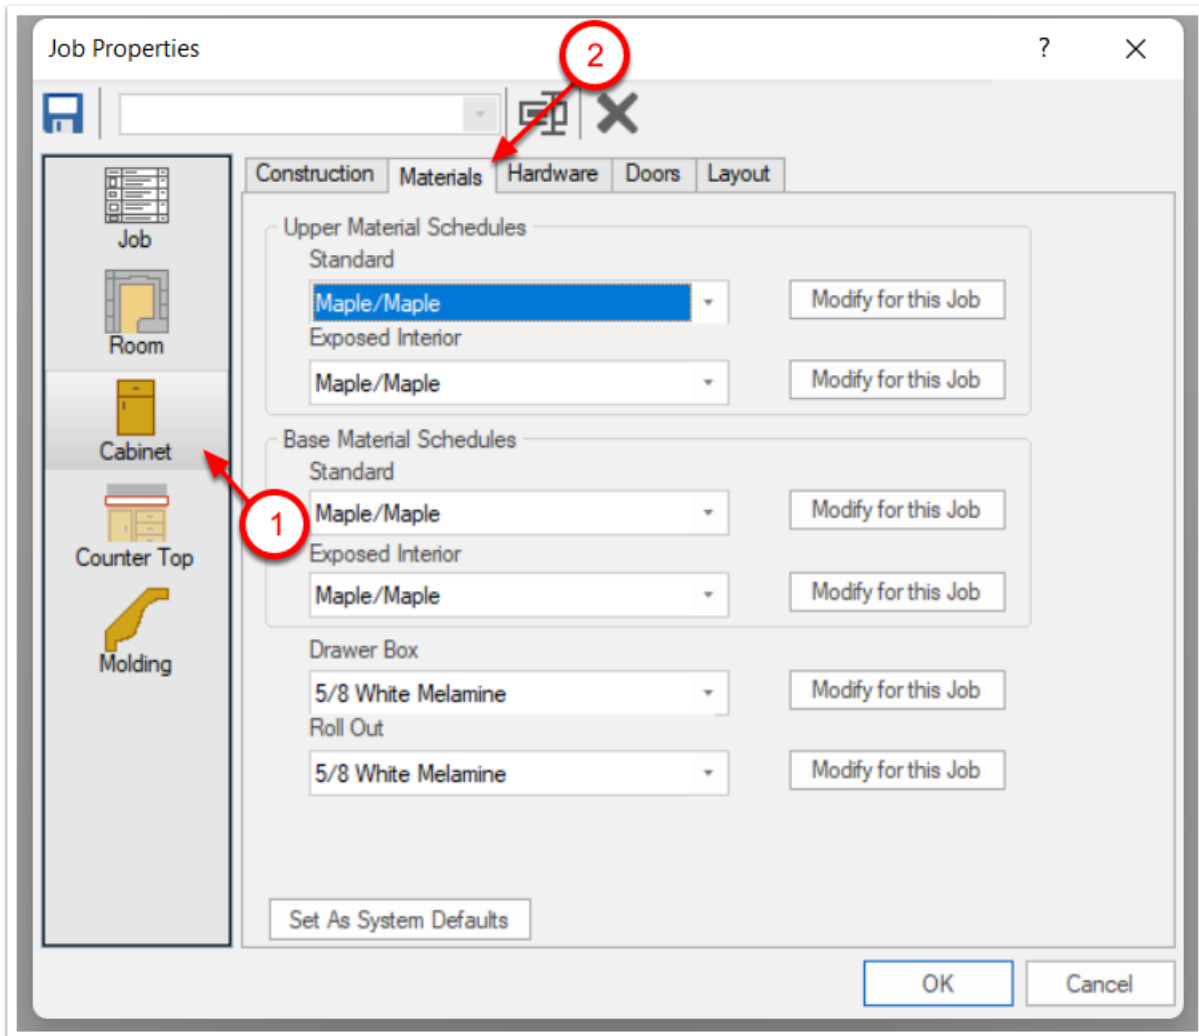 Job Properties
?
2
Job
Room
Cabinet
1
Counter Top
Molding
Construction Materials Hardware Doors Layout
Upper Material Schedules
Standard
Maple/Maple Modify for this Job
Exposed Interior
Maple/Maple Modify for this Job
Base Material Schedules
Standard
Maple/Maple Modify for this Job
Exposed Interior
Maple/Maple Modify for this Job
Drawer Box
5/8 White Melamine Modify for this Job
Roll Out
5/8 White Melamine Modify for this Job
Set As System Defaults
OK Cancel